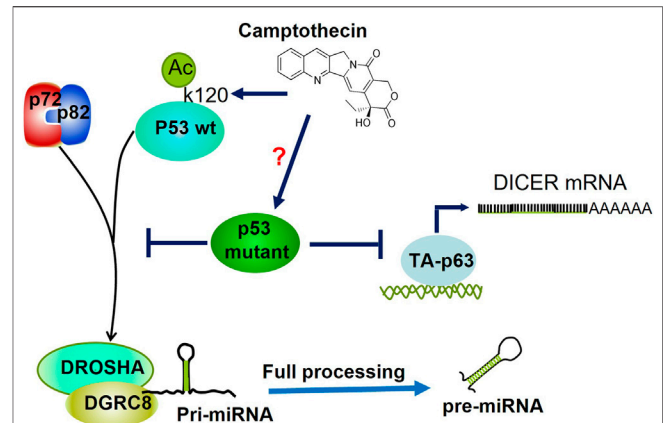 Camptothecin
Ac
k120
p72
p82
P53 wt
N
N
O
O
O
HO
?
DICER mRNA
AAAAAA
p53
mutant
TA-p63
DROSHA
DGRC8
Pri-miRNA
Full processing
pre-miRNA